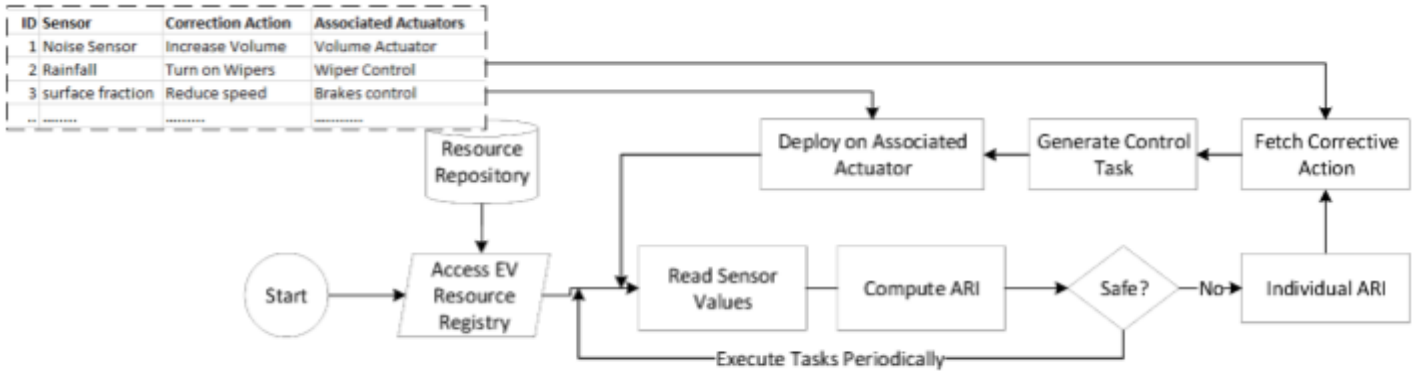 ID Sensor Correction Action Associated Actuators
1 Noise Sensor Increase Volume Volume Actuator
2 Rainfall Turn on Wipers Wiper Control
3 surface fraction Reduce speed Brakes control
.. ........ ......... ...........
Resource
Repository
Deploy on Associated
Actuator
Generate Control
Task
Fetch Corrective
Action
Start
Access EV
Resource
Registry
Read Sensor
Values
Compute ARI
Safe?
No
Individual ARI
Execute Tasks Periodically